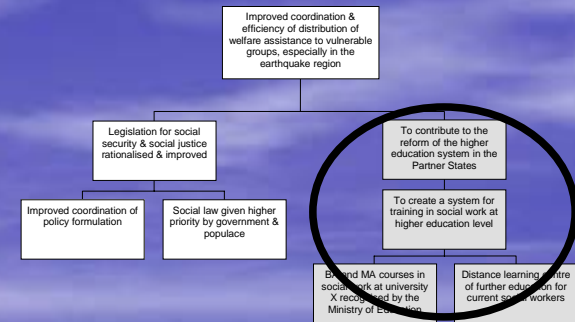 Improved coordination &
efficiency of distribution of
welfare assistance to vulnerable
groups, especially in the
earthquake region
Legislation for social
security & social justice
rationalised & improved
To contribute to the
reform of the higher
education system in the
Partner States
Improved coordination of
policy formulation
Social law given higher
priority by government &
populace
To create a system for
training in social work at
higher education level
BA and MA courses in
social work at university
X recognised by the
Ministry of Education
Distance learning centre
of further education for
current social workers